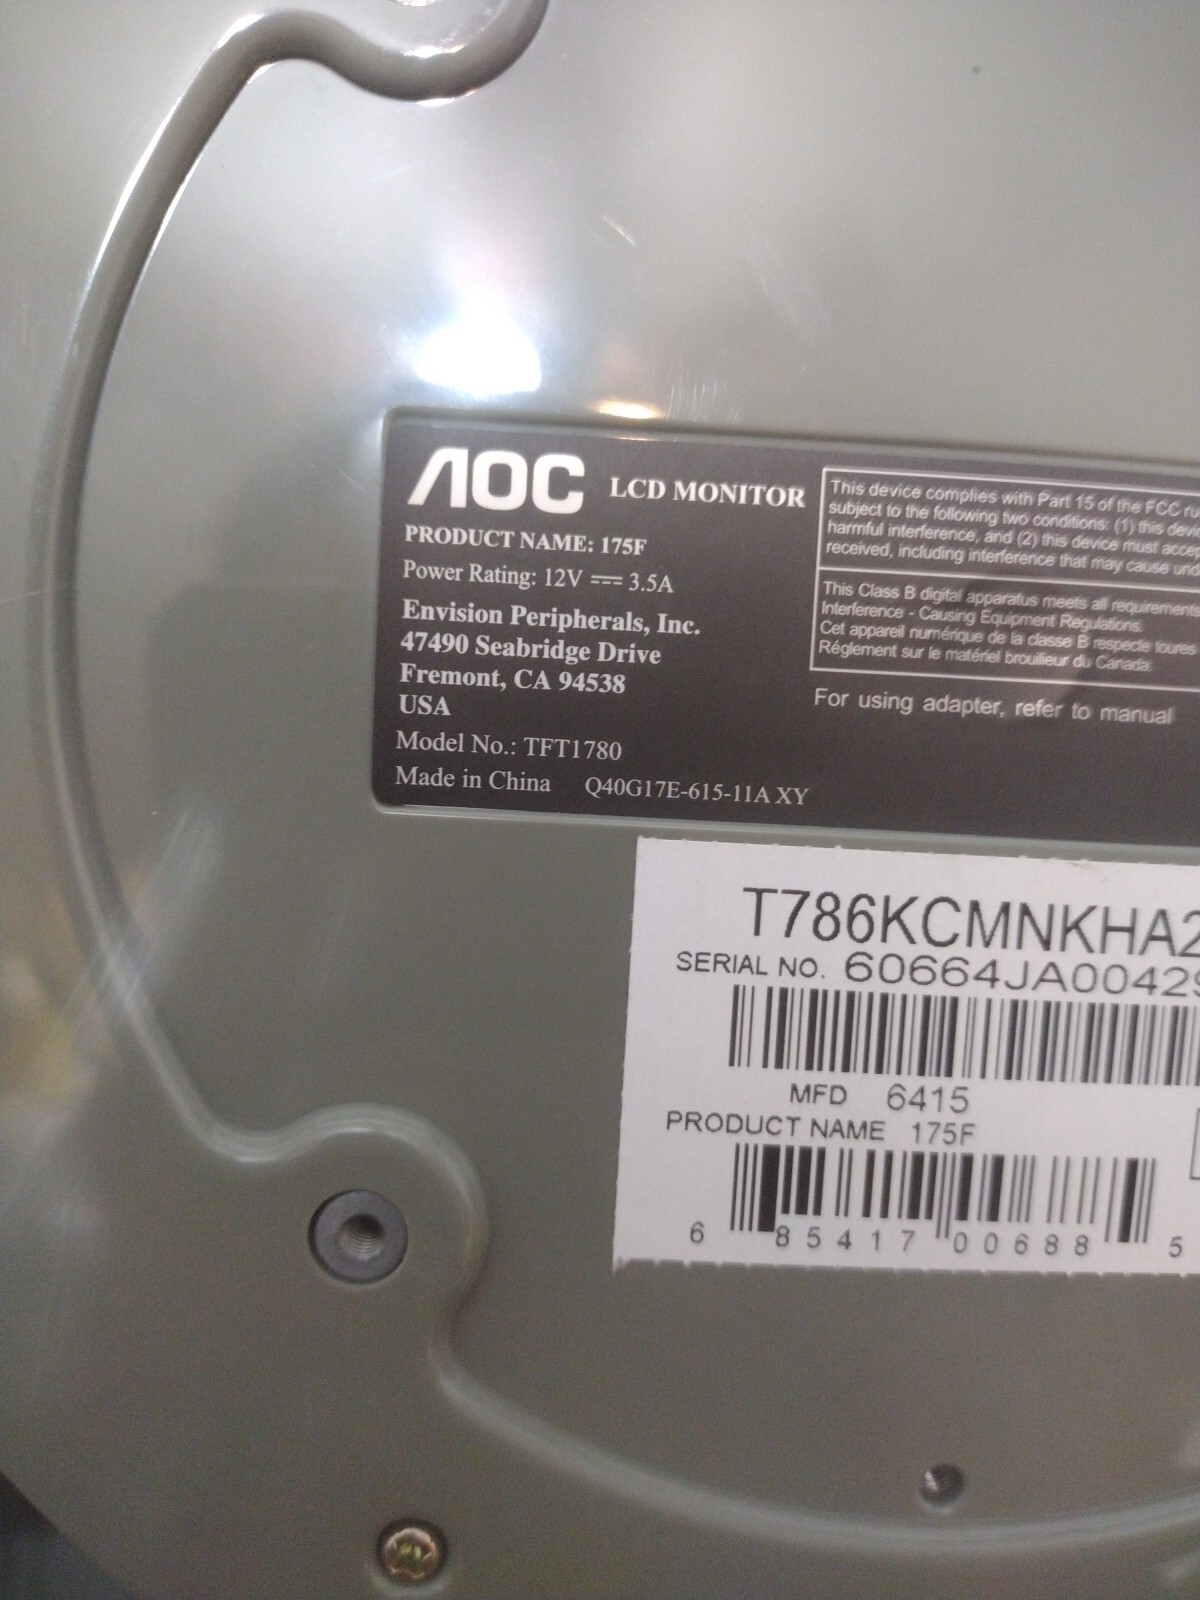 AOC LCD MONITOR
PRODUCT NAME: 175F
Power Rating: 12V ⎓ 3.5A
Envision Peripherals, Inc.
47490 Seabridge Drive
Fremont, CA 94538
USA
Model No.: TFT1780
Made in China Q40G17E-615-11A XY
This device complies with Part 15 of the FCC
subject to the following two conditions: (1) this
harmful interference, and (2) this device must
received, including interference that may cause
This Class B digital apparatus meets all requirements
Interference - Causing Equipment Regulations.
Cet appareil numérique de la classe B respecte toures
Réglement sur le matériel brouilleur du Canada.
For using adapter, refer to manual
T786KCMNKHA2
SERIAL NO. 60664JA00429
MFD 6415
PRODUCT NAME 175F
6 85417 00688 5